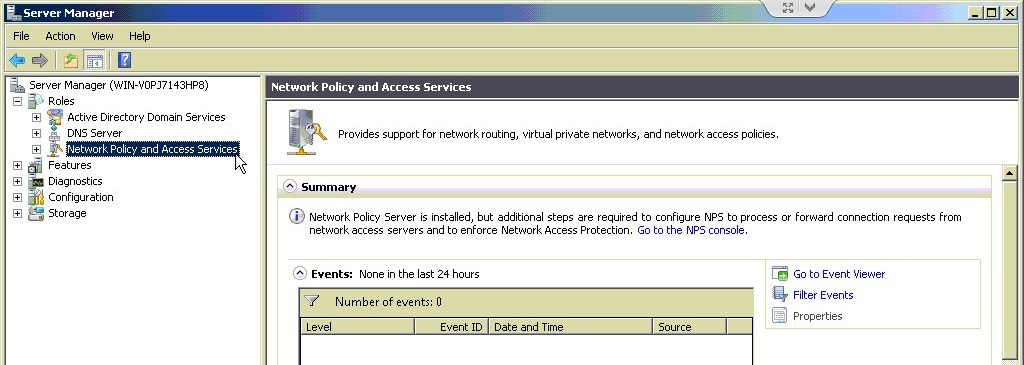 Server Manager
File Action View Help
Server Manager (WIN-V0PJ7143HP8)
Roles
Active Directory Domain Services
DNS Server
Network Policy and Access Services
Features
Diagnostics
Configuration
Storage
Network Policy and Access Services
Provides support for network routing, virtual private networks, and network access policies.
Summary
Network Policy Server is installed, but additional steps are required to configure NPS to process or forward connection requests from
network access servers and to enforce Network Access Protection. Go to the NPS console.
Events: None in the last 24 hours
Number of events: 0
Level Event ID Date and Time Source
Go to Event Viewer
Filter Events
Properties